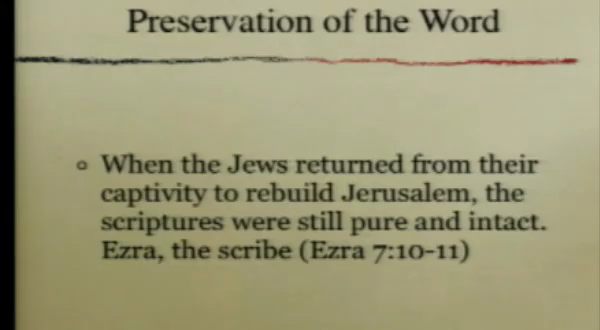 Preservation of the Word
When the Jews returned from their
captivity to rebuild Jerusalem, the
scriptures were still pure and intact.
Ezra, the scribe (Ezra 7:10-11)